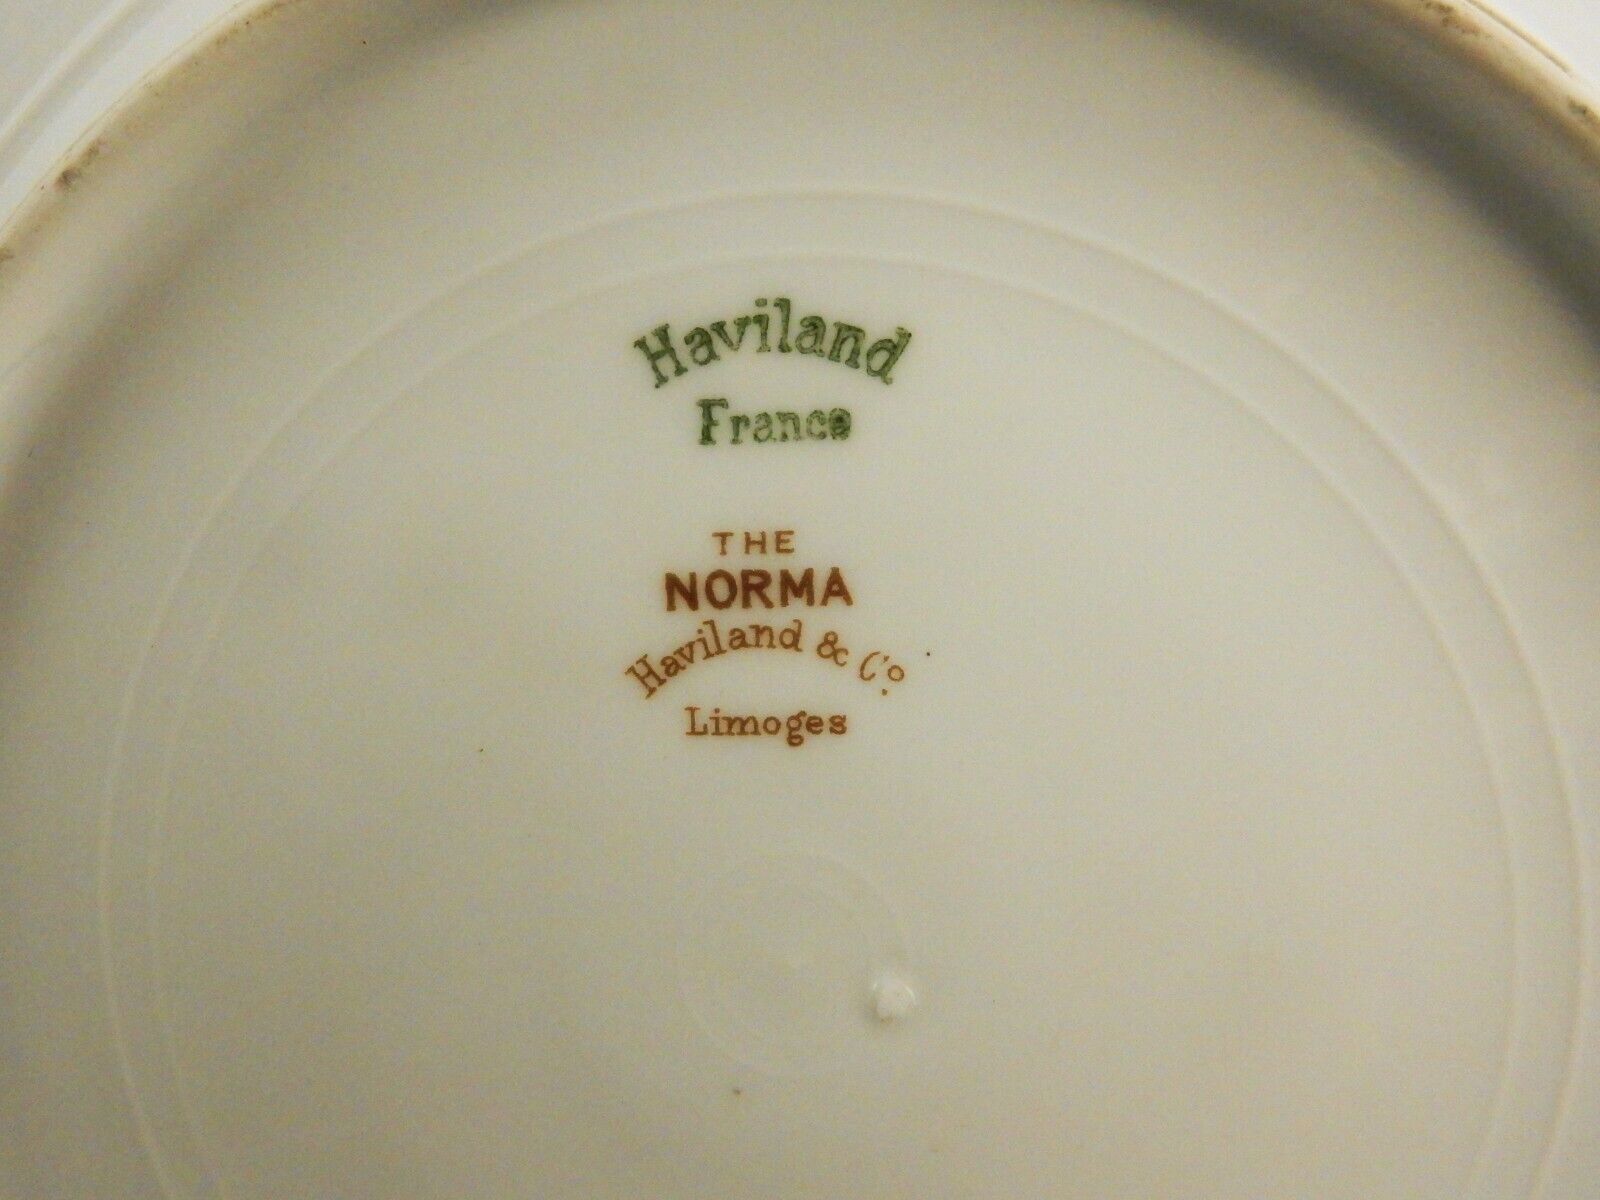 Haviland
France
THE
NORMA
Haviland & Co.
Limoges